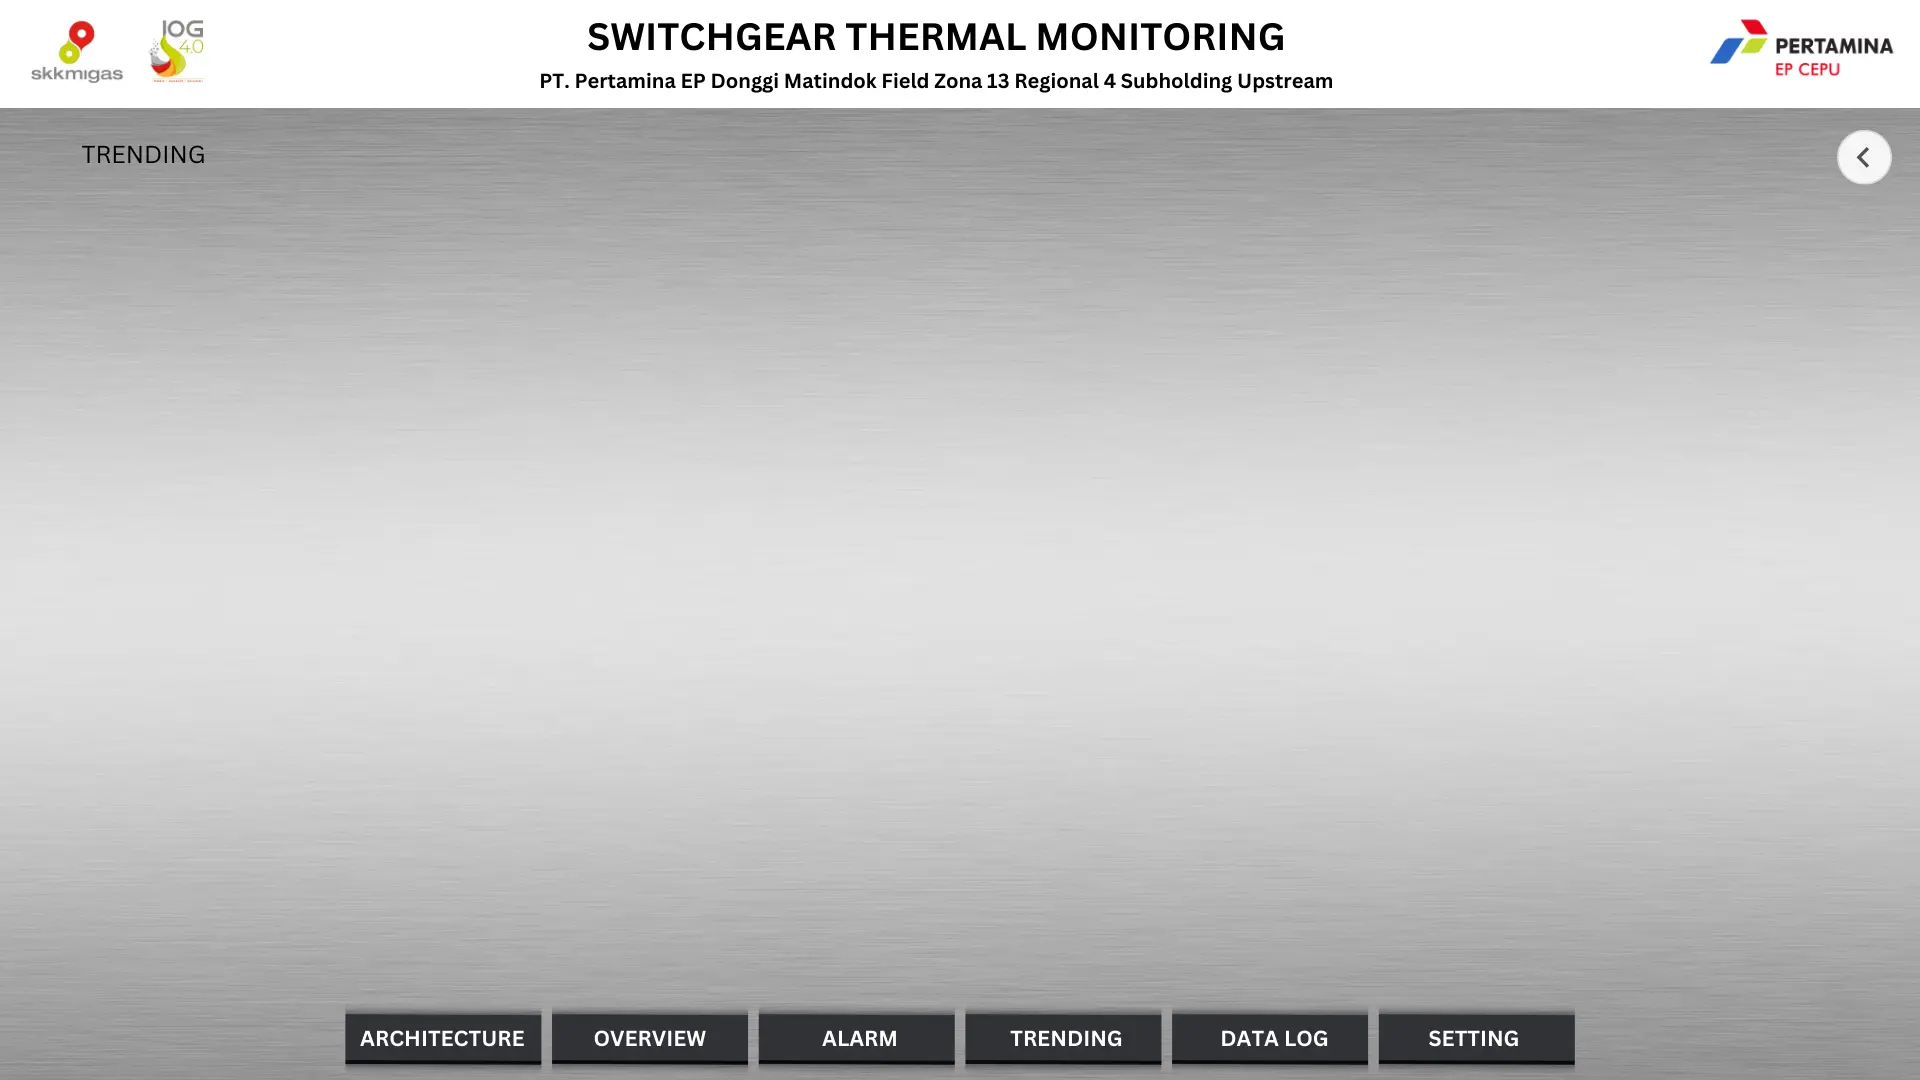 skkmigas
IOG
4.0
SWITCHGEAR THERMAL MONITORING
PT. Pertamina EP Donggi Matindok Field Zona 13 Regional 4 Subholding Upstream
PERTAMINA
EP CEPU
TRENDING
ARCHITECTURE
OVERVIEW
ALARM
TRENDING
DATA LOG
SETTING